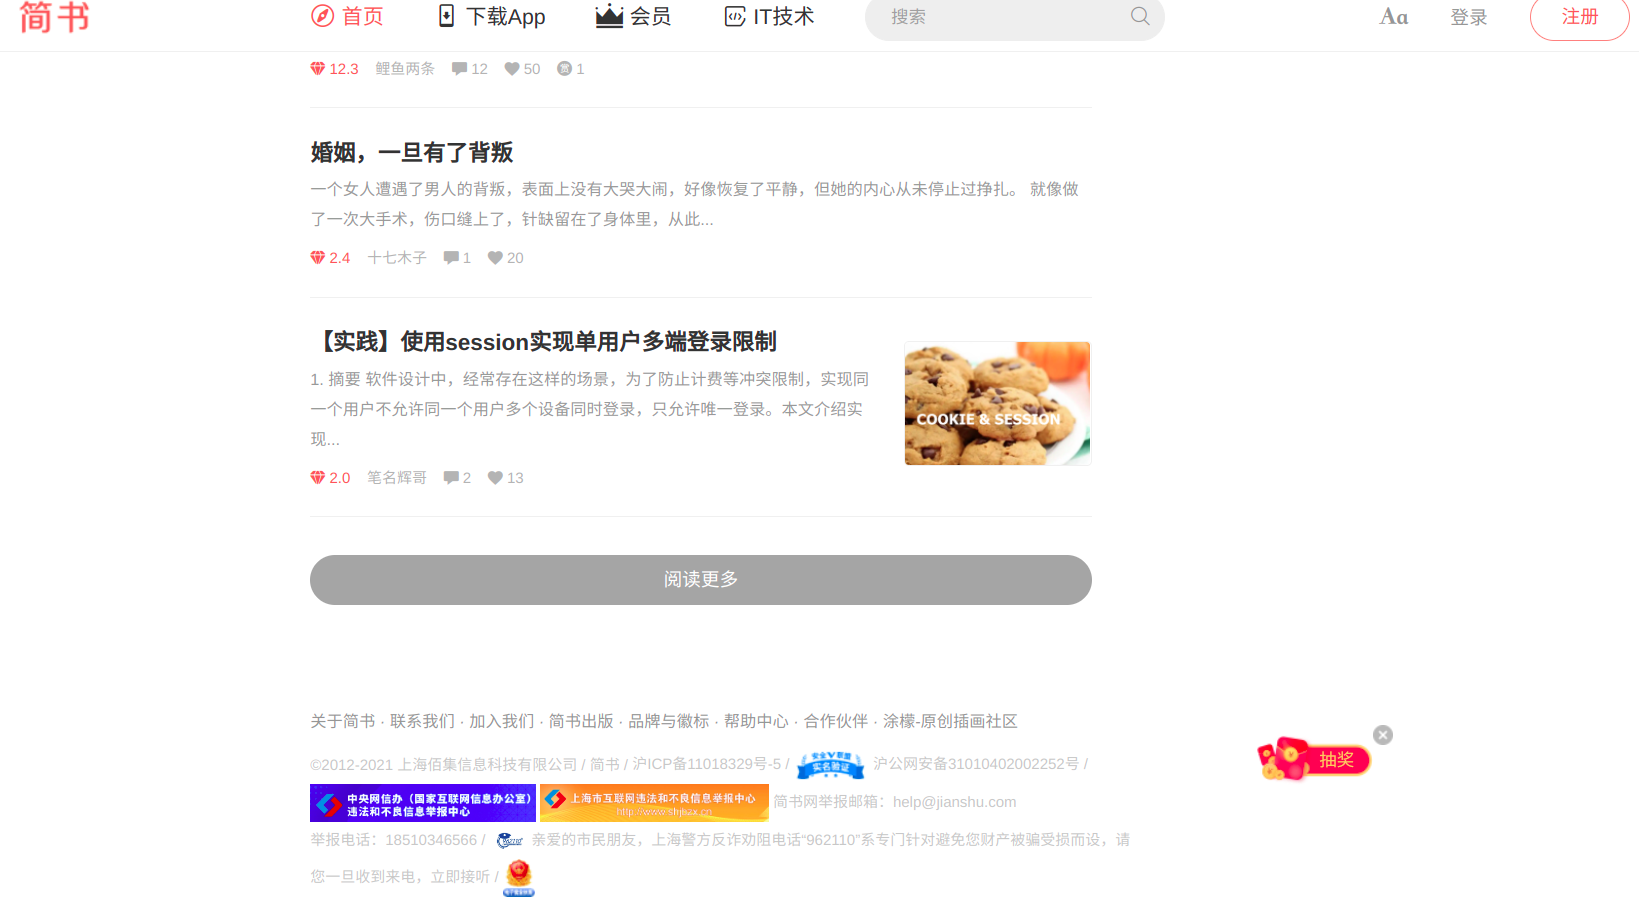 简书 首页 下载App 会员 IT技术 搜索 Aa 登录 注册
12.3 鲤鱼两条 12 50 赏 1
婚姻，一旦有了背叛
一个女人遭遇了男人的背叛，表面上没有大哭大闹，好像恢复了平静，但她的内心从未停止过挣扎。 就像做
了一次大手术，伤口缝上了，针缺留在了身体里，从此...
2.4 十七木子 1 20
【实践】使用session实现单用户多端登录限制
1. 摘要 软件设计中，经常存在这样的场景，为了防止计费等冲突限制，实现同
一个用户不允许同一个用户多个设备同时登录，只允许唯一登录。本文介绍实
现...
COOKIE & SESSION
2.0 笔名辉哥 2 13
阅读更多
关于简书 · 联系我们 · 加入我们 · 简书出版 · 品牌与徽标 · 帮助中心 · 合作伙伴 · 涂檬-原创插画社区
抽奖
©2012-2021 上海佰集信息科技有限公司 / 简书 / 沪ICP备11018329号-5 / 安全V联盟 实名验证 沪公网安备31010402002252号 /
中央网信办（国家互联网信息办公室）
违法和不良信息举报中心
上海市互联网违法和不良信息举报中心
http://www.shjbzx.cn
简书网举报邮箱：help@jianshu.com
举报电话：18510346566 / 962110 亲爱的市民朋友，上海警方反诈劝阻电话“962110”系专门针对避免您财产被骗受损而设，请
您一旦收到来电，立即接听 /